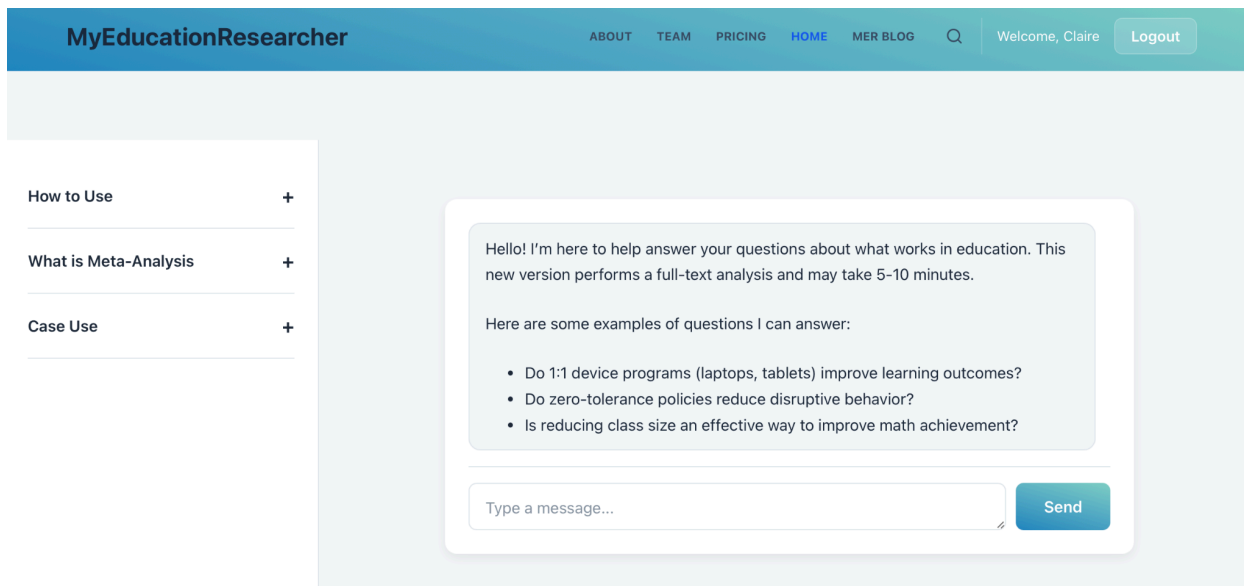 MyEducationResearcher
ABOUT TEAM PRICING HOME MER BLOG Welcome, Claire Logout
How to Use +
What is Meta-Analysis +
Case Use +
Hello! I'm here to help answer your questions about what works in education. This
new version performs a full-text analysis and may take 5-10 minutes.
Here are some examples of questions I can answer:
• Do 1:1 device programs (laptops, tablets) improve learning outcomes?
• Do zero-tolerance policies reduce disruptive behavior?
• Is reducing class size an effective way to improve math achievement?
Type a message...
Send